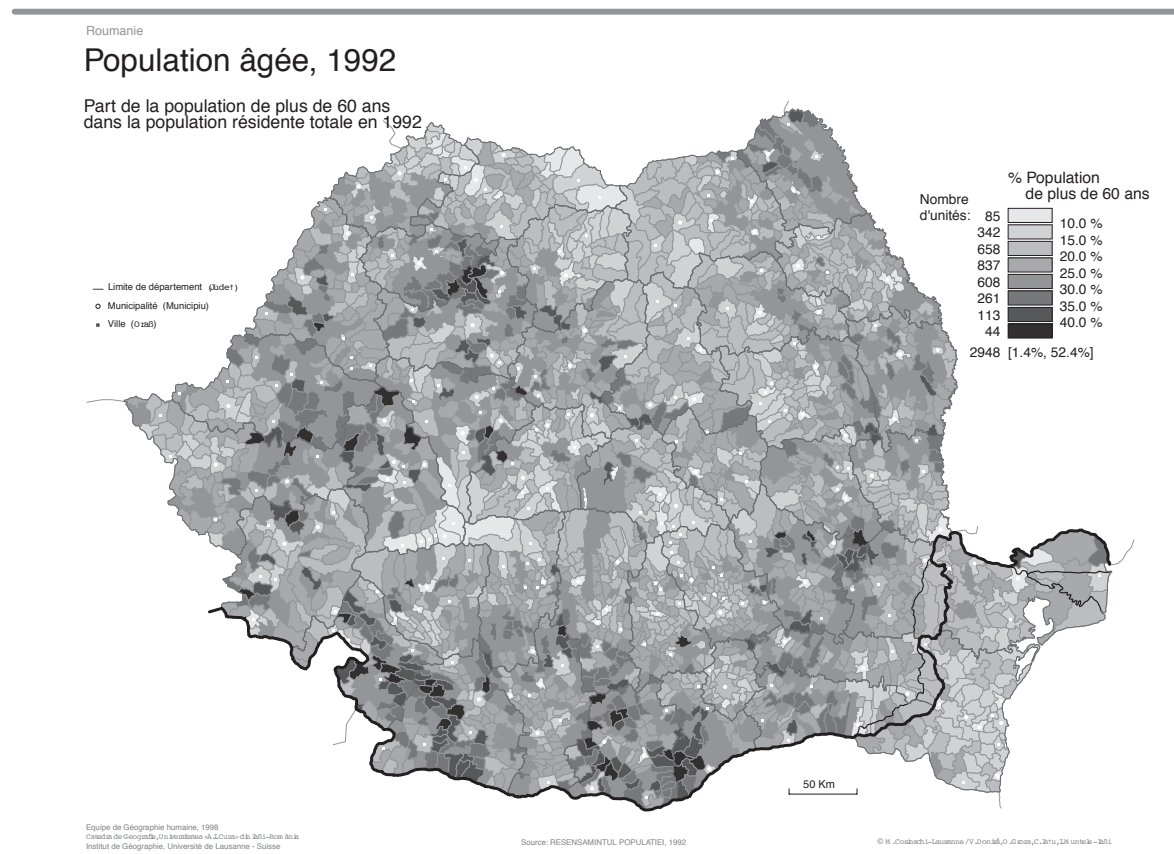 Roumanie
Population âgée, 1992
Part de la population de plus de 60 ans
dans la population résidente totale en 1992
% Population
de plus de 60 ans
Nombre
d'unités:
85
10.0 %
342
15.0 %
658
20.0 %
837
25.0 %
608
30.0 %
261
35.0 %
113
40.0 %
44
2948 [1.4%, 52.4%]
Limite de département
Municipalité (Municipiu)
Ville
50 Km
Equipe de Géographie humaine, 1998
Institut de Géographie, Université de Lausanne - Suisse
Source: RESENSAMINTUL POPULATIEI, 1992